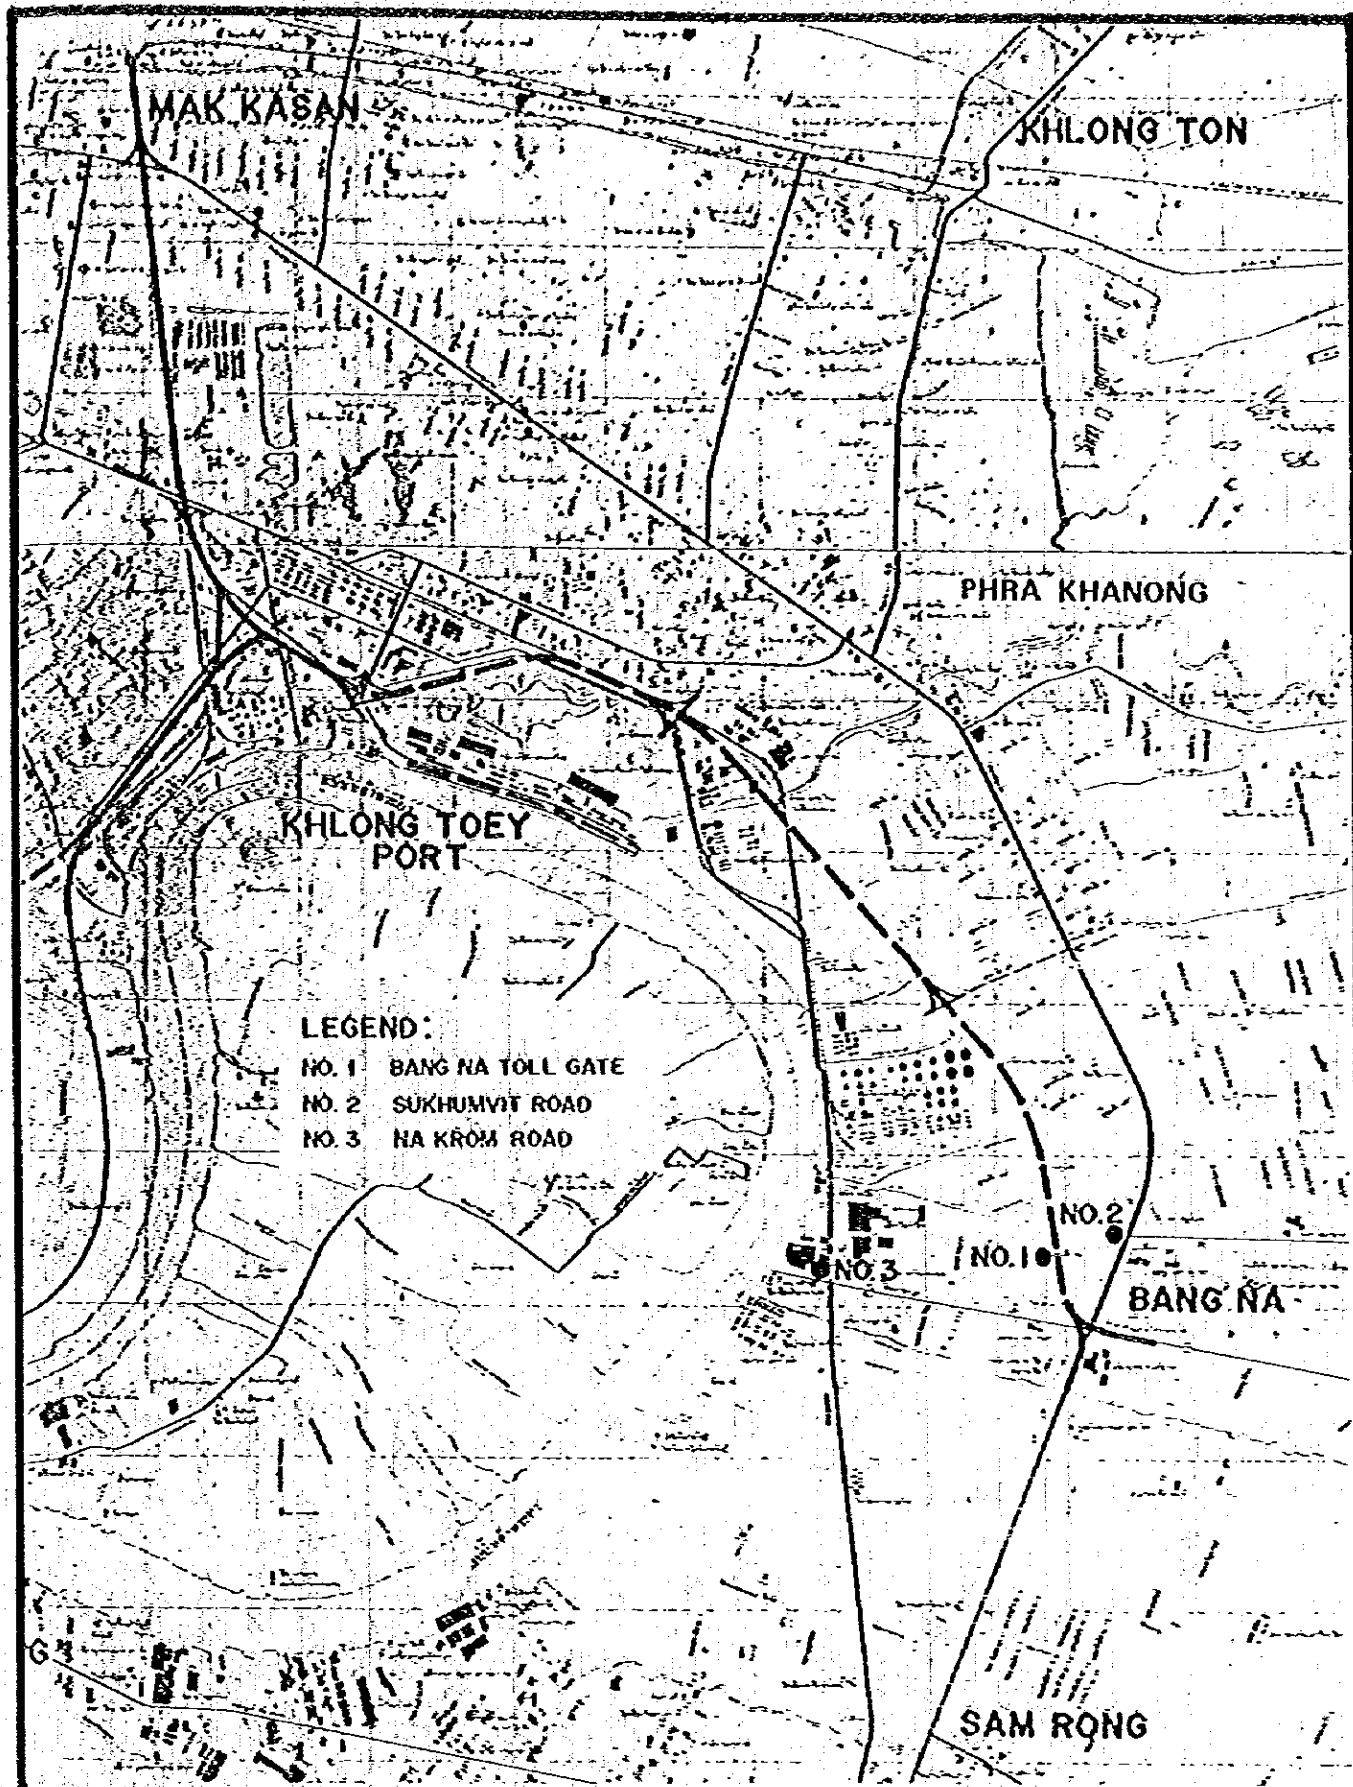 MAK KASAN
KHLONG TON
PHRA KHANONG
KHLONG TOEY
PORT
LEGEND:
NO. 1 BANG NA TOLL GATE
NO. 2 SUKHUMVIT ROAD
NO. 3 NA KROM ROAD
NO.2
NO.1
NO.3
BANG NA
G
SAM RONG